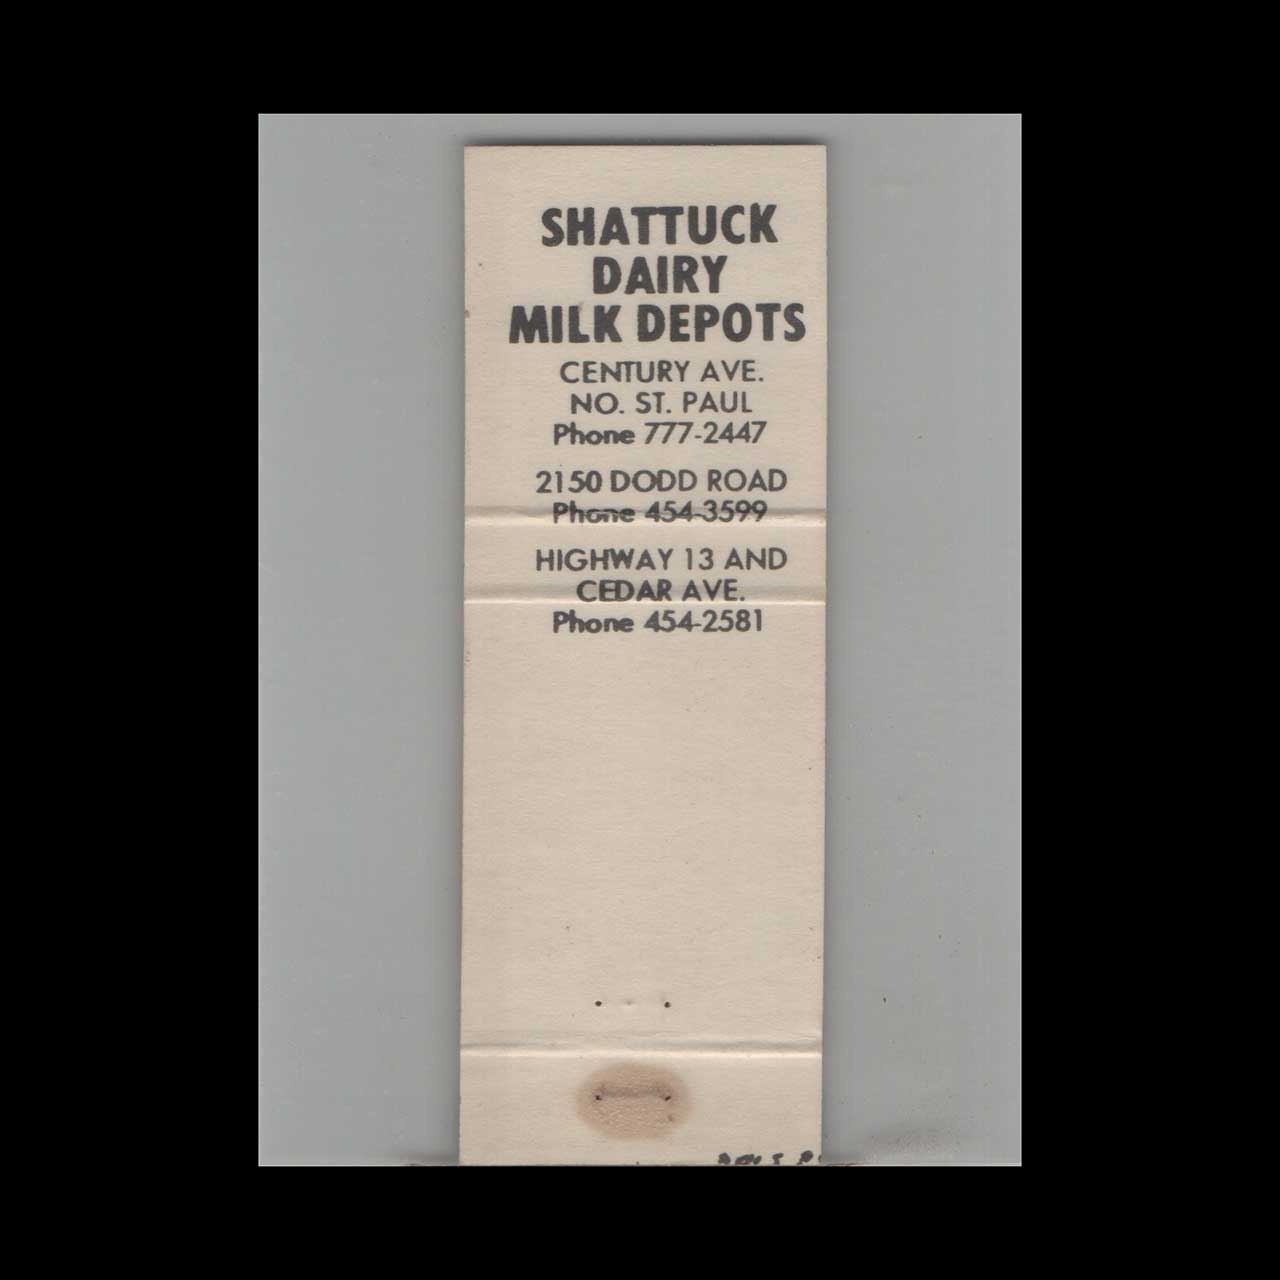 SHATTUCK
DAIRY
MILK DEPOTS
CENTURY AVE.
NO. ST. PAUL
Phone 777-2447
2150 DODD ROAD
Phone 454-3599
HIGHWAY 13 AND
CEDAR AVE.
Phone 454-2581